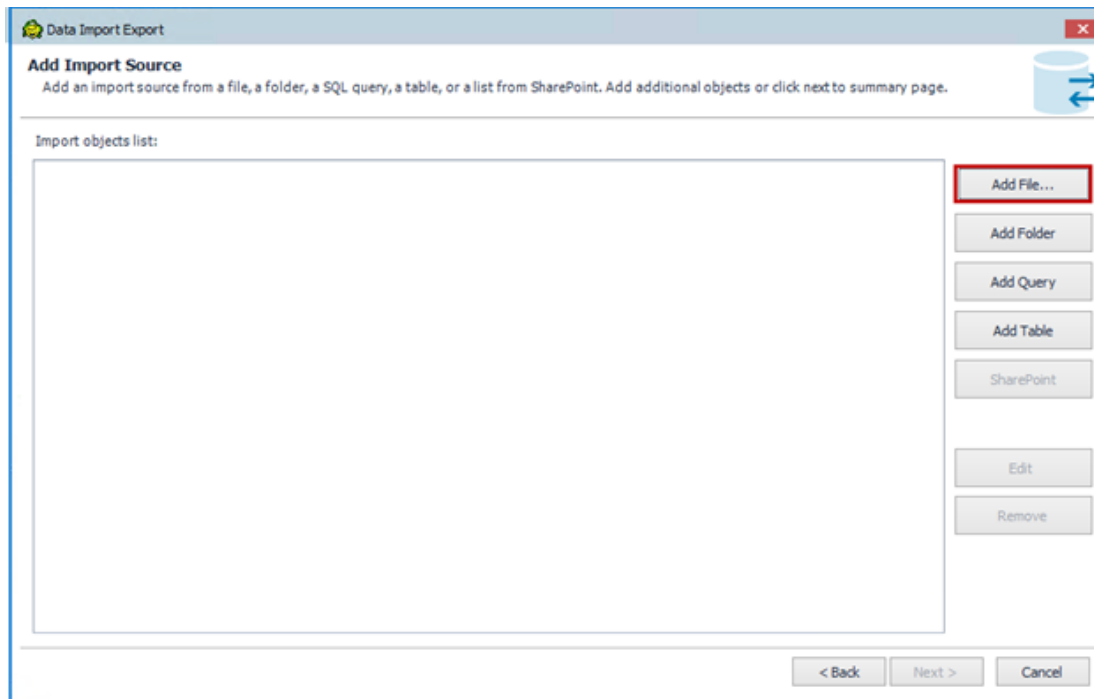 Data Import Export
Add Import Source
Add an import source from a file, a folder, a SQL query, a table, or a list from SharePoint. Add additional objects or click next to summary page.
Import objects list:
Add File...
Add Folder
Add Query
Add Table
SharePoint
Edit
Remove
< Back
Next >
Cancel